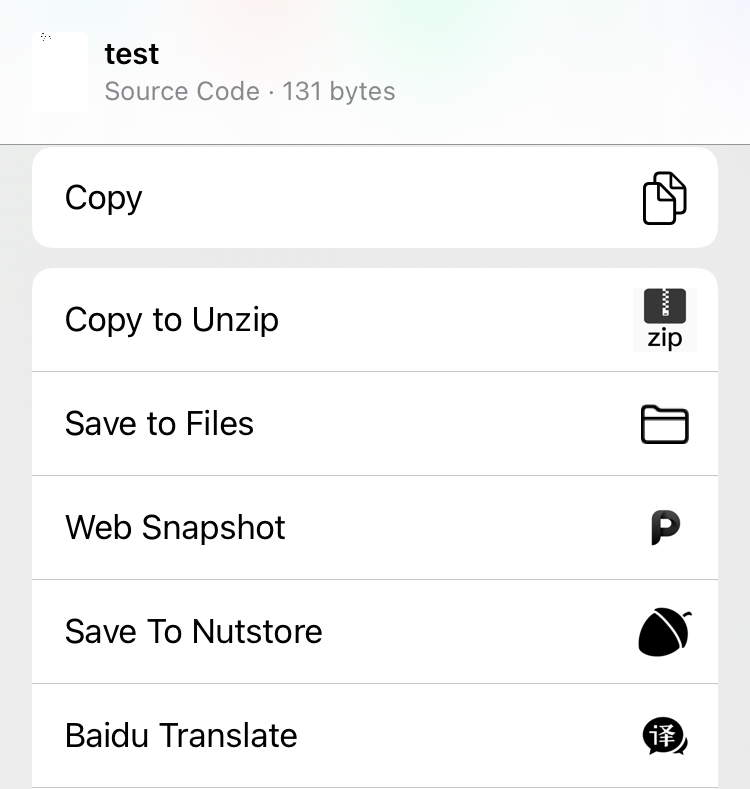 test
Source Code · 131 bytes
Copy
Copy to Unzip
zip
Save to Files
Web Snapshot
Save To Nutstore
Baidu Translate
译